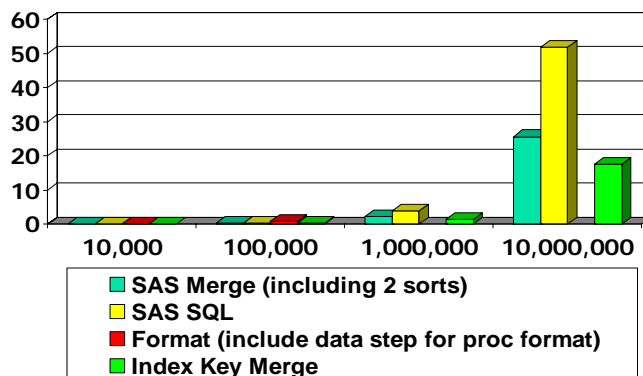 60
50
40
30
20
10
0
10,000 100,000 1,000,000 10,000,000
SAS Merge (including 2 sorts)
SAS SQL
Format (include data step for proc format)
Index Key Merge